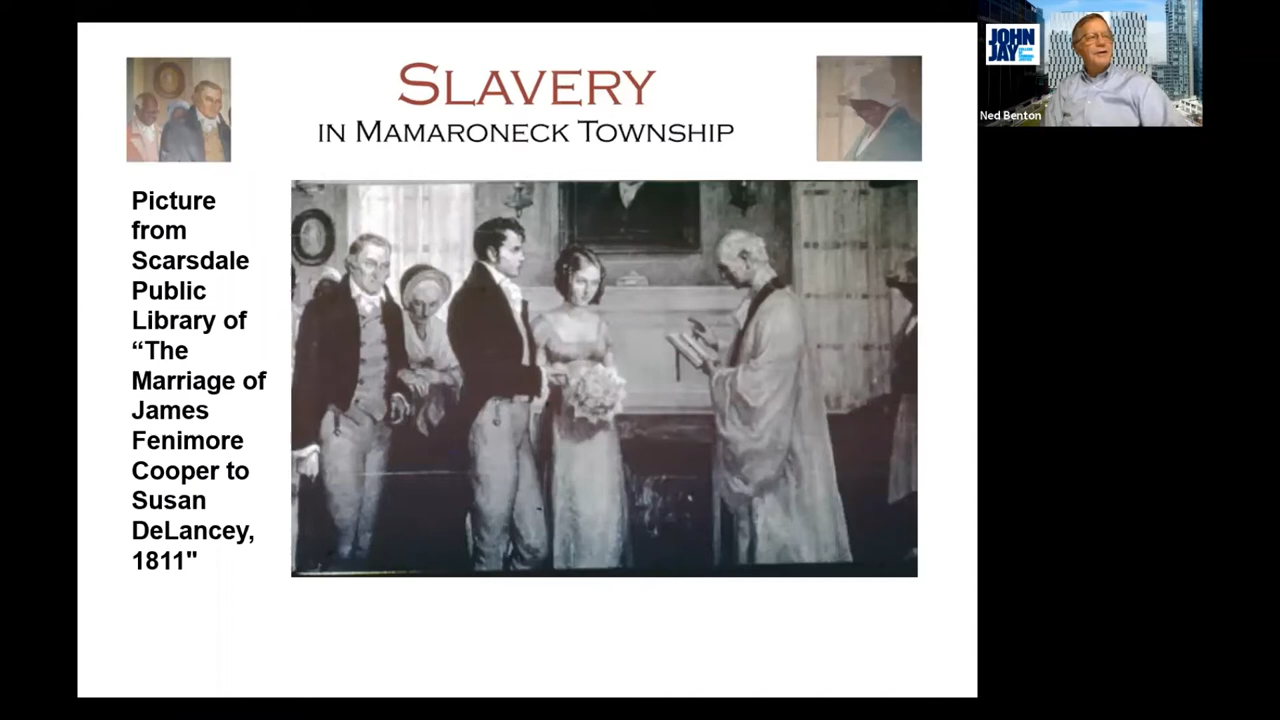 SLAVERY
IN MAMARONECK TOWNSHIP
Picture
from
Scarsdale
Public
Library of
“The
Marriage of
James
Fenimore
Cooper to
Susan
DeLancey,
1811"
JOHN
JAY
Ned Benton